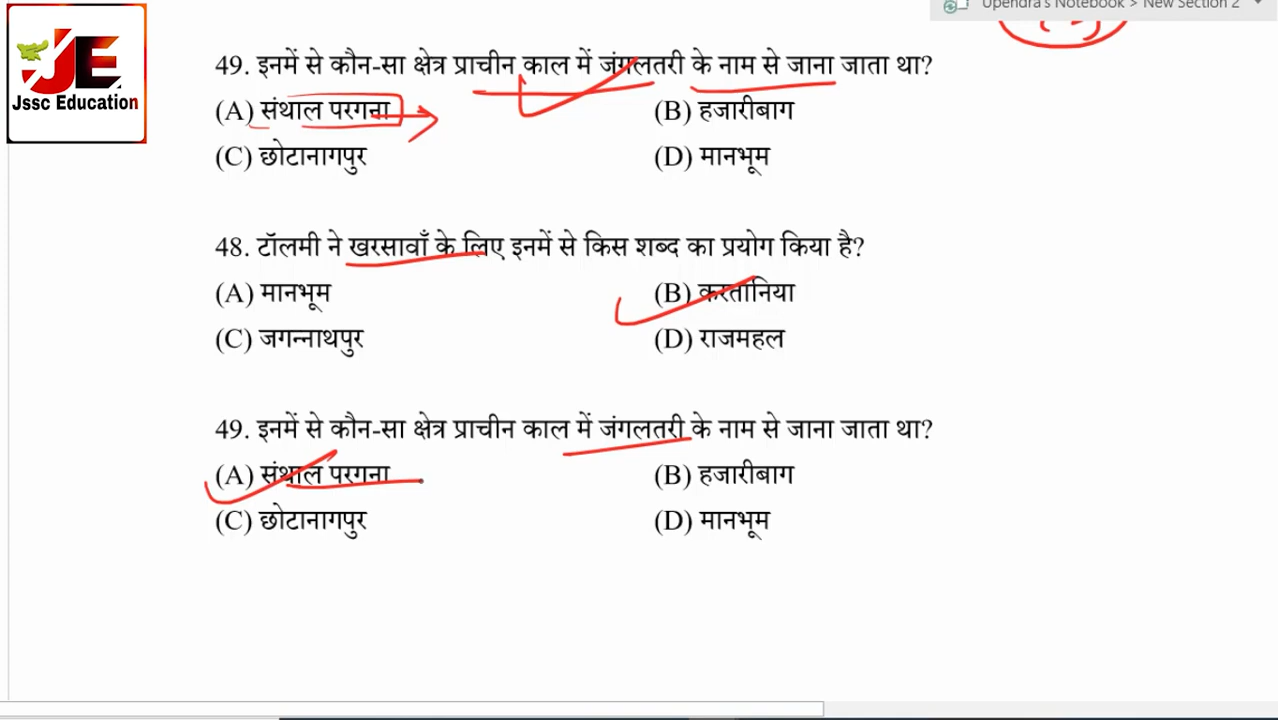 Upendra's Notebook > New Section 2
JE
Jssc Education
49. इनमें से कौन-सा क्षेत्र प्राचीन काल में जंगलतरी के नाम से जाना जाता था?
(A) संथाल परगना (B) हजारीबाग
(C) छोटानागपुर (D) मानभूम
48. टॉलमी ने खरसावाँ के लिए इनमें से किस शब्द का प्रयोग किया है?
(A) मानभूम (B) करतानिया
(C) जगन्नाथपुर (D) राजमहल
49. इनमें से कौन-सा क्षेत्र प्राचीन काल में जंगलतरी के नाम से जाना जाता था?
(A) संथाल परगना (B) हजारीबाग
(C) छोटानागपुर (D) मानभूम